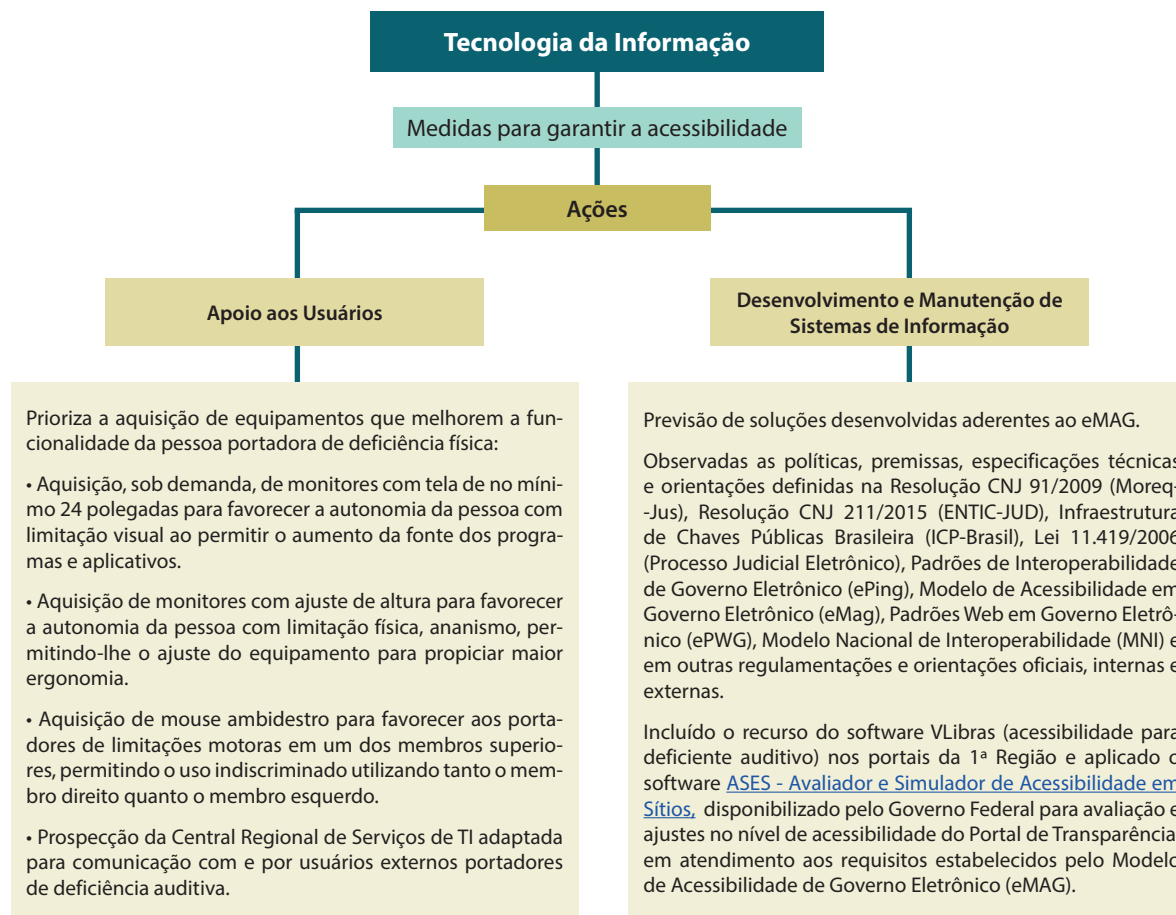 Tecnologia da Informação
Medidas para garantir a acessibilidade
Ações
Apoio aos Usuários
Prioriza a aquisição de equipamentos que melhorem a fun-
cionalidade da pessoa portadora de deficiência física:
• Aquisição, sob demanda, de monitores com tela de no míni-
mo 24 polegadas para favorecer a autonomia da pessoa com
limitação visual ao permitir o aumento da fonte dos progra-
mas e aplicativos.
• Aquisição de monitores com ajuste de altura para favorecer
a autonomia da pessoa com limitação física, ananismo, per-
mitindo-lhe o ajuste do equipamento para propiciar maior
ergonomia.
• Aquisição de mouse ambidestro para favorecer aos porta-
dores de limitações motoras em um dos membros superio-
res, permitindo o uso indiscriminado utilizando tanto o mem-
bro direito quanto o membro esquerdo.
• Prospecção da Central Regional de Serviços de TI adaptada
para comunicação com e por usuários externos portadores
de deficiência auditiva.
Desenvolvimento e Manutenção de
Sistemas de Informação
Previsão de soluções desenvolvidas aderentes ao eMAG.
Observadas as políticas, premissas, especificações técnicas
e orientações definidas na Resolução CNJ 91/2009 (Moreq-
-Jus), Resolução CNJ 211/2015 (ENTIC-JUD), Infraestrutura
de Chaves Públicas Brasileira (ICP-Brasil), Lei 11.419/2006
(Processo Judicial Eletrônico), Padrões de Interoperabilidade
de Governo Eletrônico (ePing), Modelo de Acessibilidade em
Governo Eletrônico (eMag), Padrões Web em Governo Eletrô-
nico (ePWG), Modelo Nacional de Interoperabilidade (MNI) e
em outras regulamentações e orientações oficiais, internas e
externas.
Incluído o recurso do software VLibras (acessibilidade para
deficiente auditivo) nos portais da 1ª Região e aplicado o
software ASES - Avaliador e Simulador de Acessibilidade em
Sítios, disponibilizado pelo Governo Federal para avaliação e
ajustes no nível de acessibilidade do Portal de Transparência
em atendimento aos requisitos estabelecidos pelo Modelo
de Acessibilidade de Governo Eletrônico (eMAG).